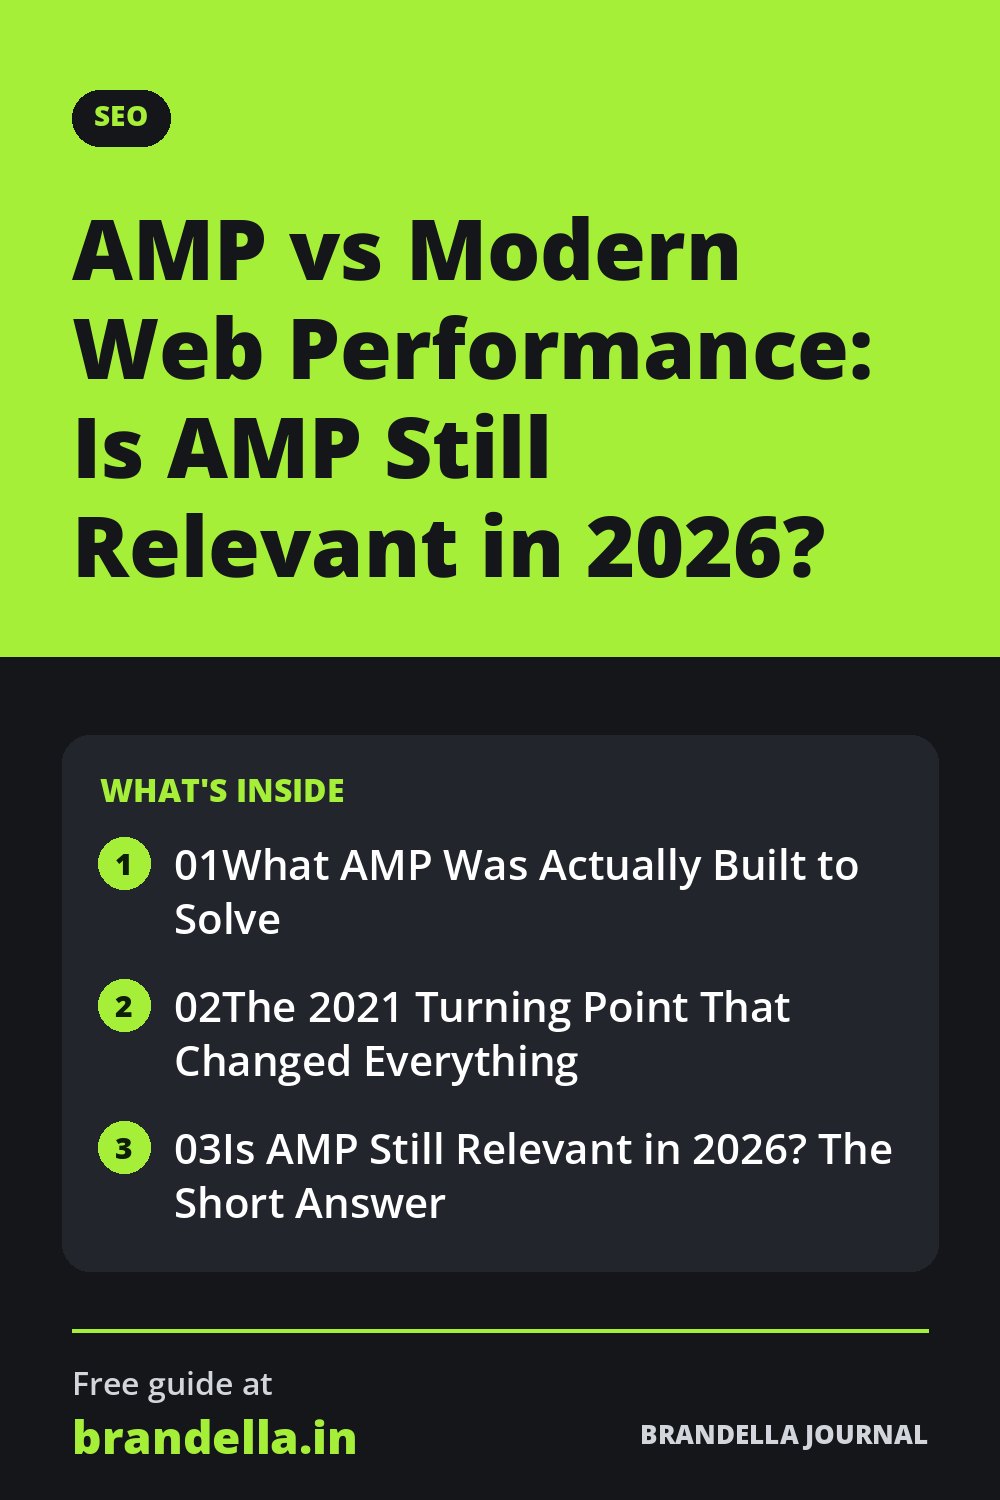 SEO
AMP vs Modern
Web Performance:
Is AMP Still
Relevant in 2026?
WHAT'S INSIDE
1 01What AMP Was Actually Built to
Solve
2 02The 2021 Turning Point That
Changed Everything
3 03Is AMP Still Relevant in 2026? The
Short Answer
Free guide at
brandella.in
BRANDELLA JOURNAL